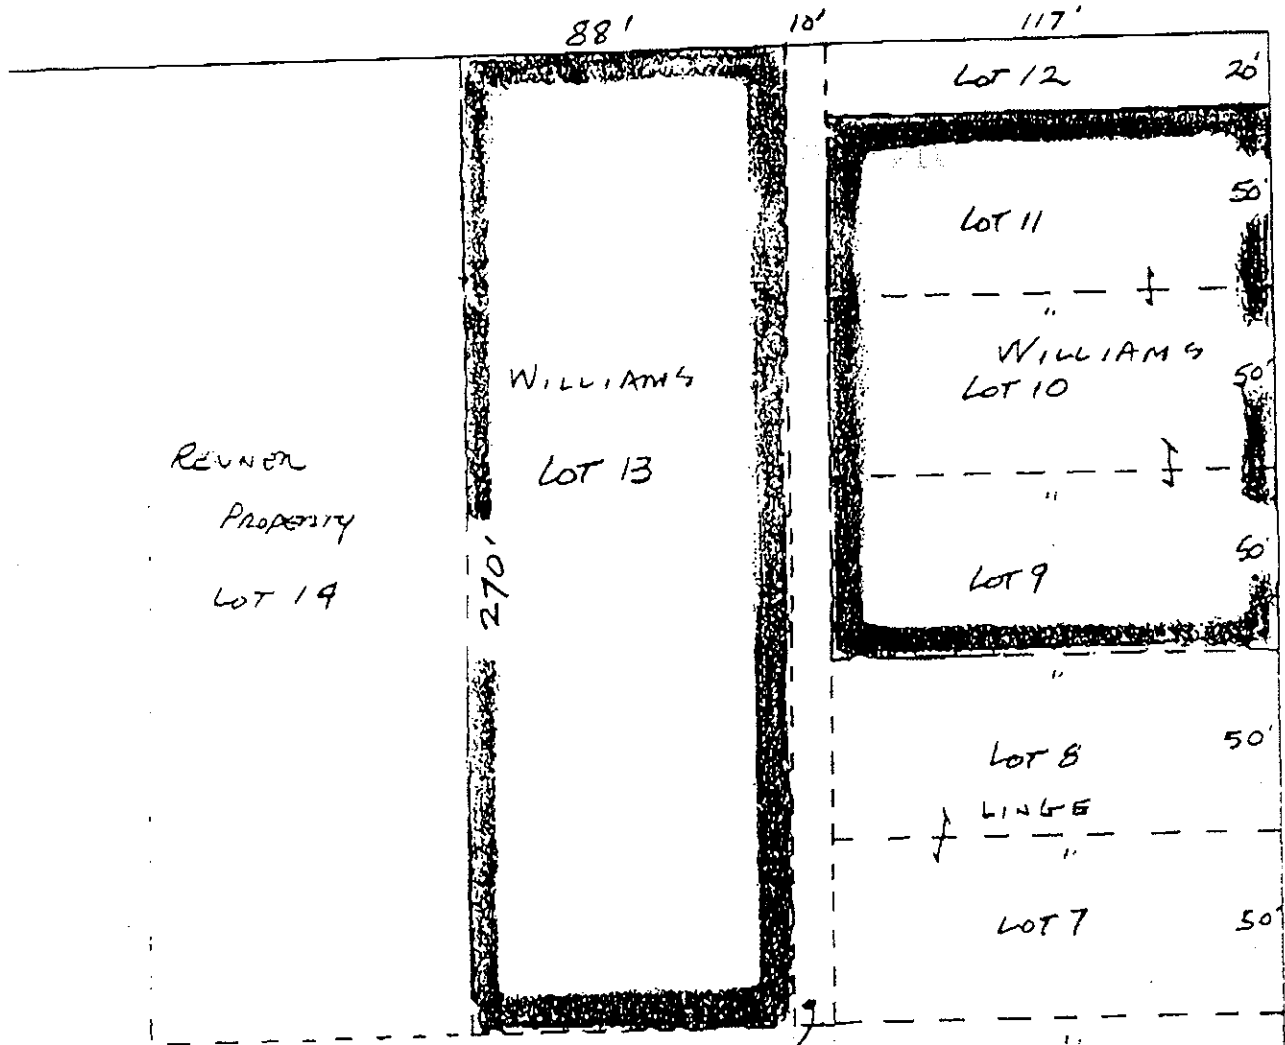 88' 10' 117'
LOT 12 20'
50'
LOT 11
"
WILLIAMS
WILLIAMS
LOT 10 50'
LOT 13
"
PROPERTY
50'
LOT 9
270'
LOT 14
"
LOT 8 50'
LINGE
"
LOT 7 50'
"